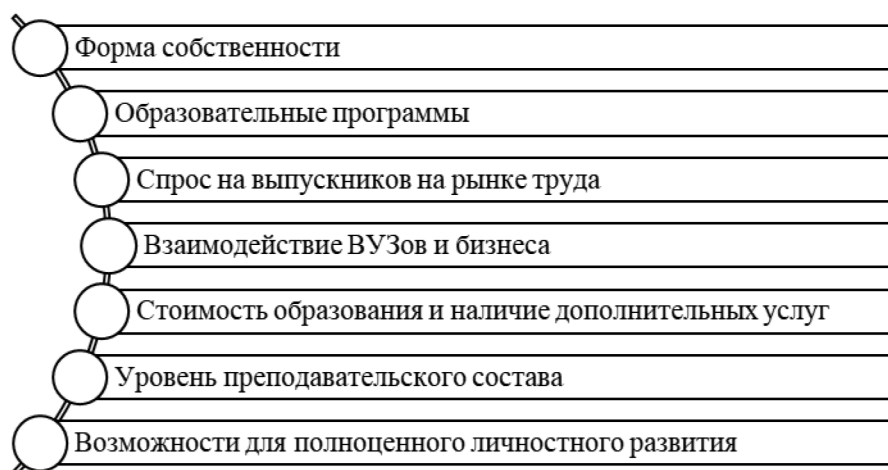 Форма собственности
Образовательные программы
Спрос на выпускников на рынке труда
Взаимодействие ВУЗов и бизнеса
Стоимость образования и наличие дополнительных услуг
Уровень преподавательского состава
Возможности для полноценного личностного развития